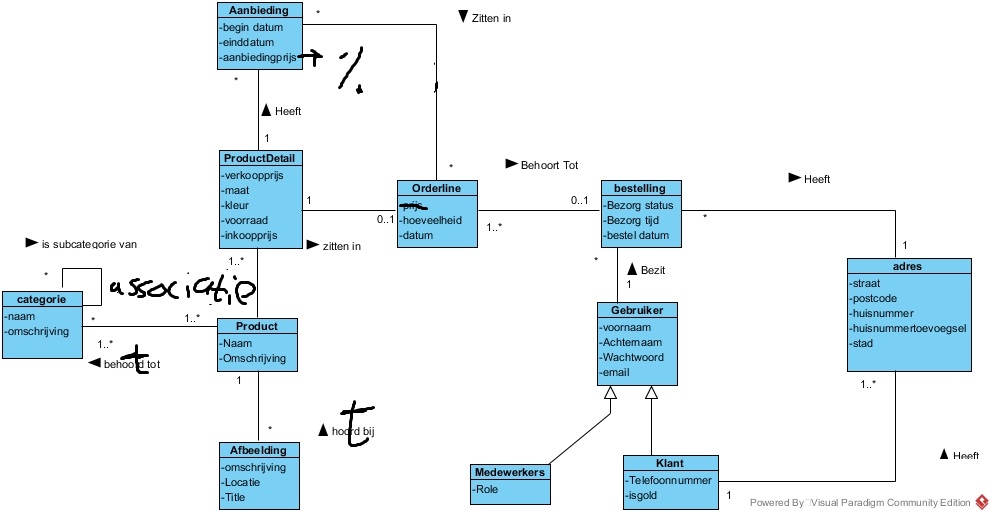 Aanbieding
-begin datum
-einddatum
-aanbiedingprijs → %
*
Zitten in
*
Heeft
1
ProductDetail
-verkoopprijs
-maat
-kleur
-voorraad
-inkoopprijs
1
0..1
zitten in
1..*
*
Orderline
-prijs
-hoeveelheid
-datum
Behoort Tot
1..*
0..1
bestelling
-Bezorg status
-Bezorg tijd
-bestel datum
Heeft
*
1
adres
-straat
-postcode
-huisnummer
-huisnummertoevoegsel
-stad
1..*
*
Bezit
1
Gebruiker
-voornaam
-Achternaam
-Wachtwoord
-email
is subcategorie van
*
associatie
categorie
-naam
-omschrijving
*
1..*
1..*
behoord tot
t
Product
-Naam
-Omschrijving
1
*
hoord bij
t
Afbeelding
-omschrijving
-Locatie
-Title
Medewerkers
-Role
Klant
-Telefoonnummer
-isgold
1
Heeft
Powered By Visual Paradigm Community Edition